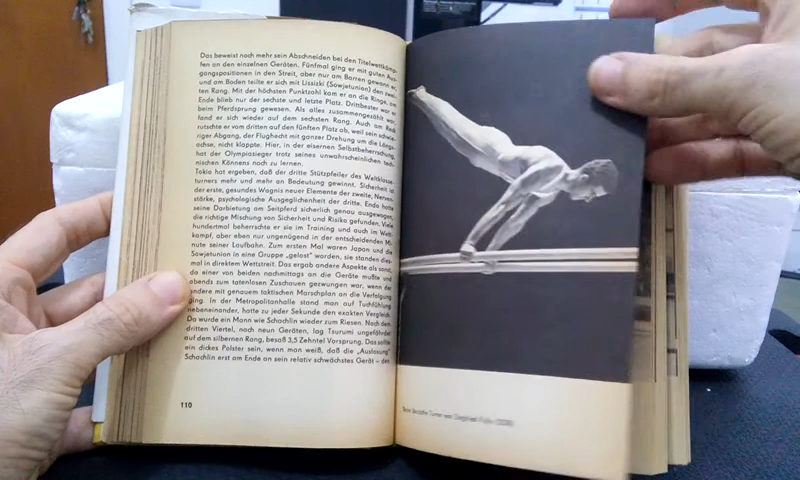 Das beweist noch mehr sein Abschneiden bei den Titelwettkämp-
fen an den einzelnen Geräten. Fünfmal ging er mit guten Aus-
gangspositionen in den Streit, aber nur am Barren gewann er,
und am Boden teilte er sich mit Lissizki (Sowjetunion) den zwei-
ten Rang. Mit der höchsten Punktzahl kam er an die Ringe, am
Ende blieb nur der sechste und letzte Platz. Drittbester war er
beim Pferdsprung gewesen. Als alles zusammengezählt war,
fand er sich wieder auf dem sechsten Rang. Auch am Reck
rutschte er vom dritten auf den fünften Platz ab, weil sein schwie-
riger Abgang, der Flughecht mit ganzer Drehung um die Längs-
achse, nicht klappte. Hier, in der eisernen Selbstbeherrschung,
hat der Olympiasieger trotz seines unwahrscheinlichen tech-
nischen Könnens noch zu lernen.
Tokio hat ergeben, daß der dritte Stützpfeiler des Weltklasse-
turners mehr und mehr an Bedeutung gewinnt. Sicherheit ist
der erste, gesundes Wagnis neuer Elemente der zweite, Nerven-
stärke, psychologische Ausgeglichenheit der dritte. Endo hatte
seine Darbietung am Seitpferd sicherlich genau ausgewogen,
die richtige Mischung von Sicherheit und Risiko gefunden. Viele
hundertmal beherrschte er sie im Training und auch im Wett-
kampf, aber eben nur ungenügend in der entscheidenden Mi-
nute seiner Laufbahn. Zum ersten Mal waren Japan und die
Sowjetunion in eine Gruppe „gelost" worden, sie standen dies-
mal in direktem Wettstreit. Das ergab andere Aspekte als sonst,
da einer von beiden nachmittags an die Geräte mußte und
abends zum tatenlosen Zuschauen gezwungen war, wenn der
andere mit genauem taktischen Marschplan an die Verfolgung
ging. In der Metropolitanhalle stand man auf Tuchfühlung
nebeneinander, hatte zu jeder Sekunde den exakten Vergleich.
Da wurde ein Mann wie Schachlin wieder zum Riesen. Nach dem
dritten Viertel, nach neun Geräten, lag Tsurumi ungefährdet
auf dem silbernen Rang, besaß 3,5 Zehntel Vorsprung. Das sollte
ein dickes Polster sein, wenn man weiß, daß die „Auslosung"
Schachlin erst am Ende an sein relativ schwächstes Gerät – den
110